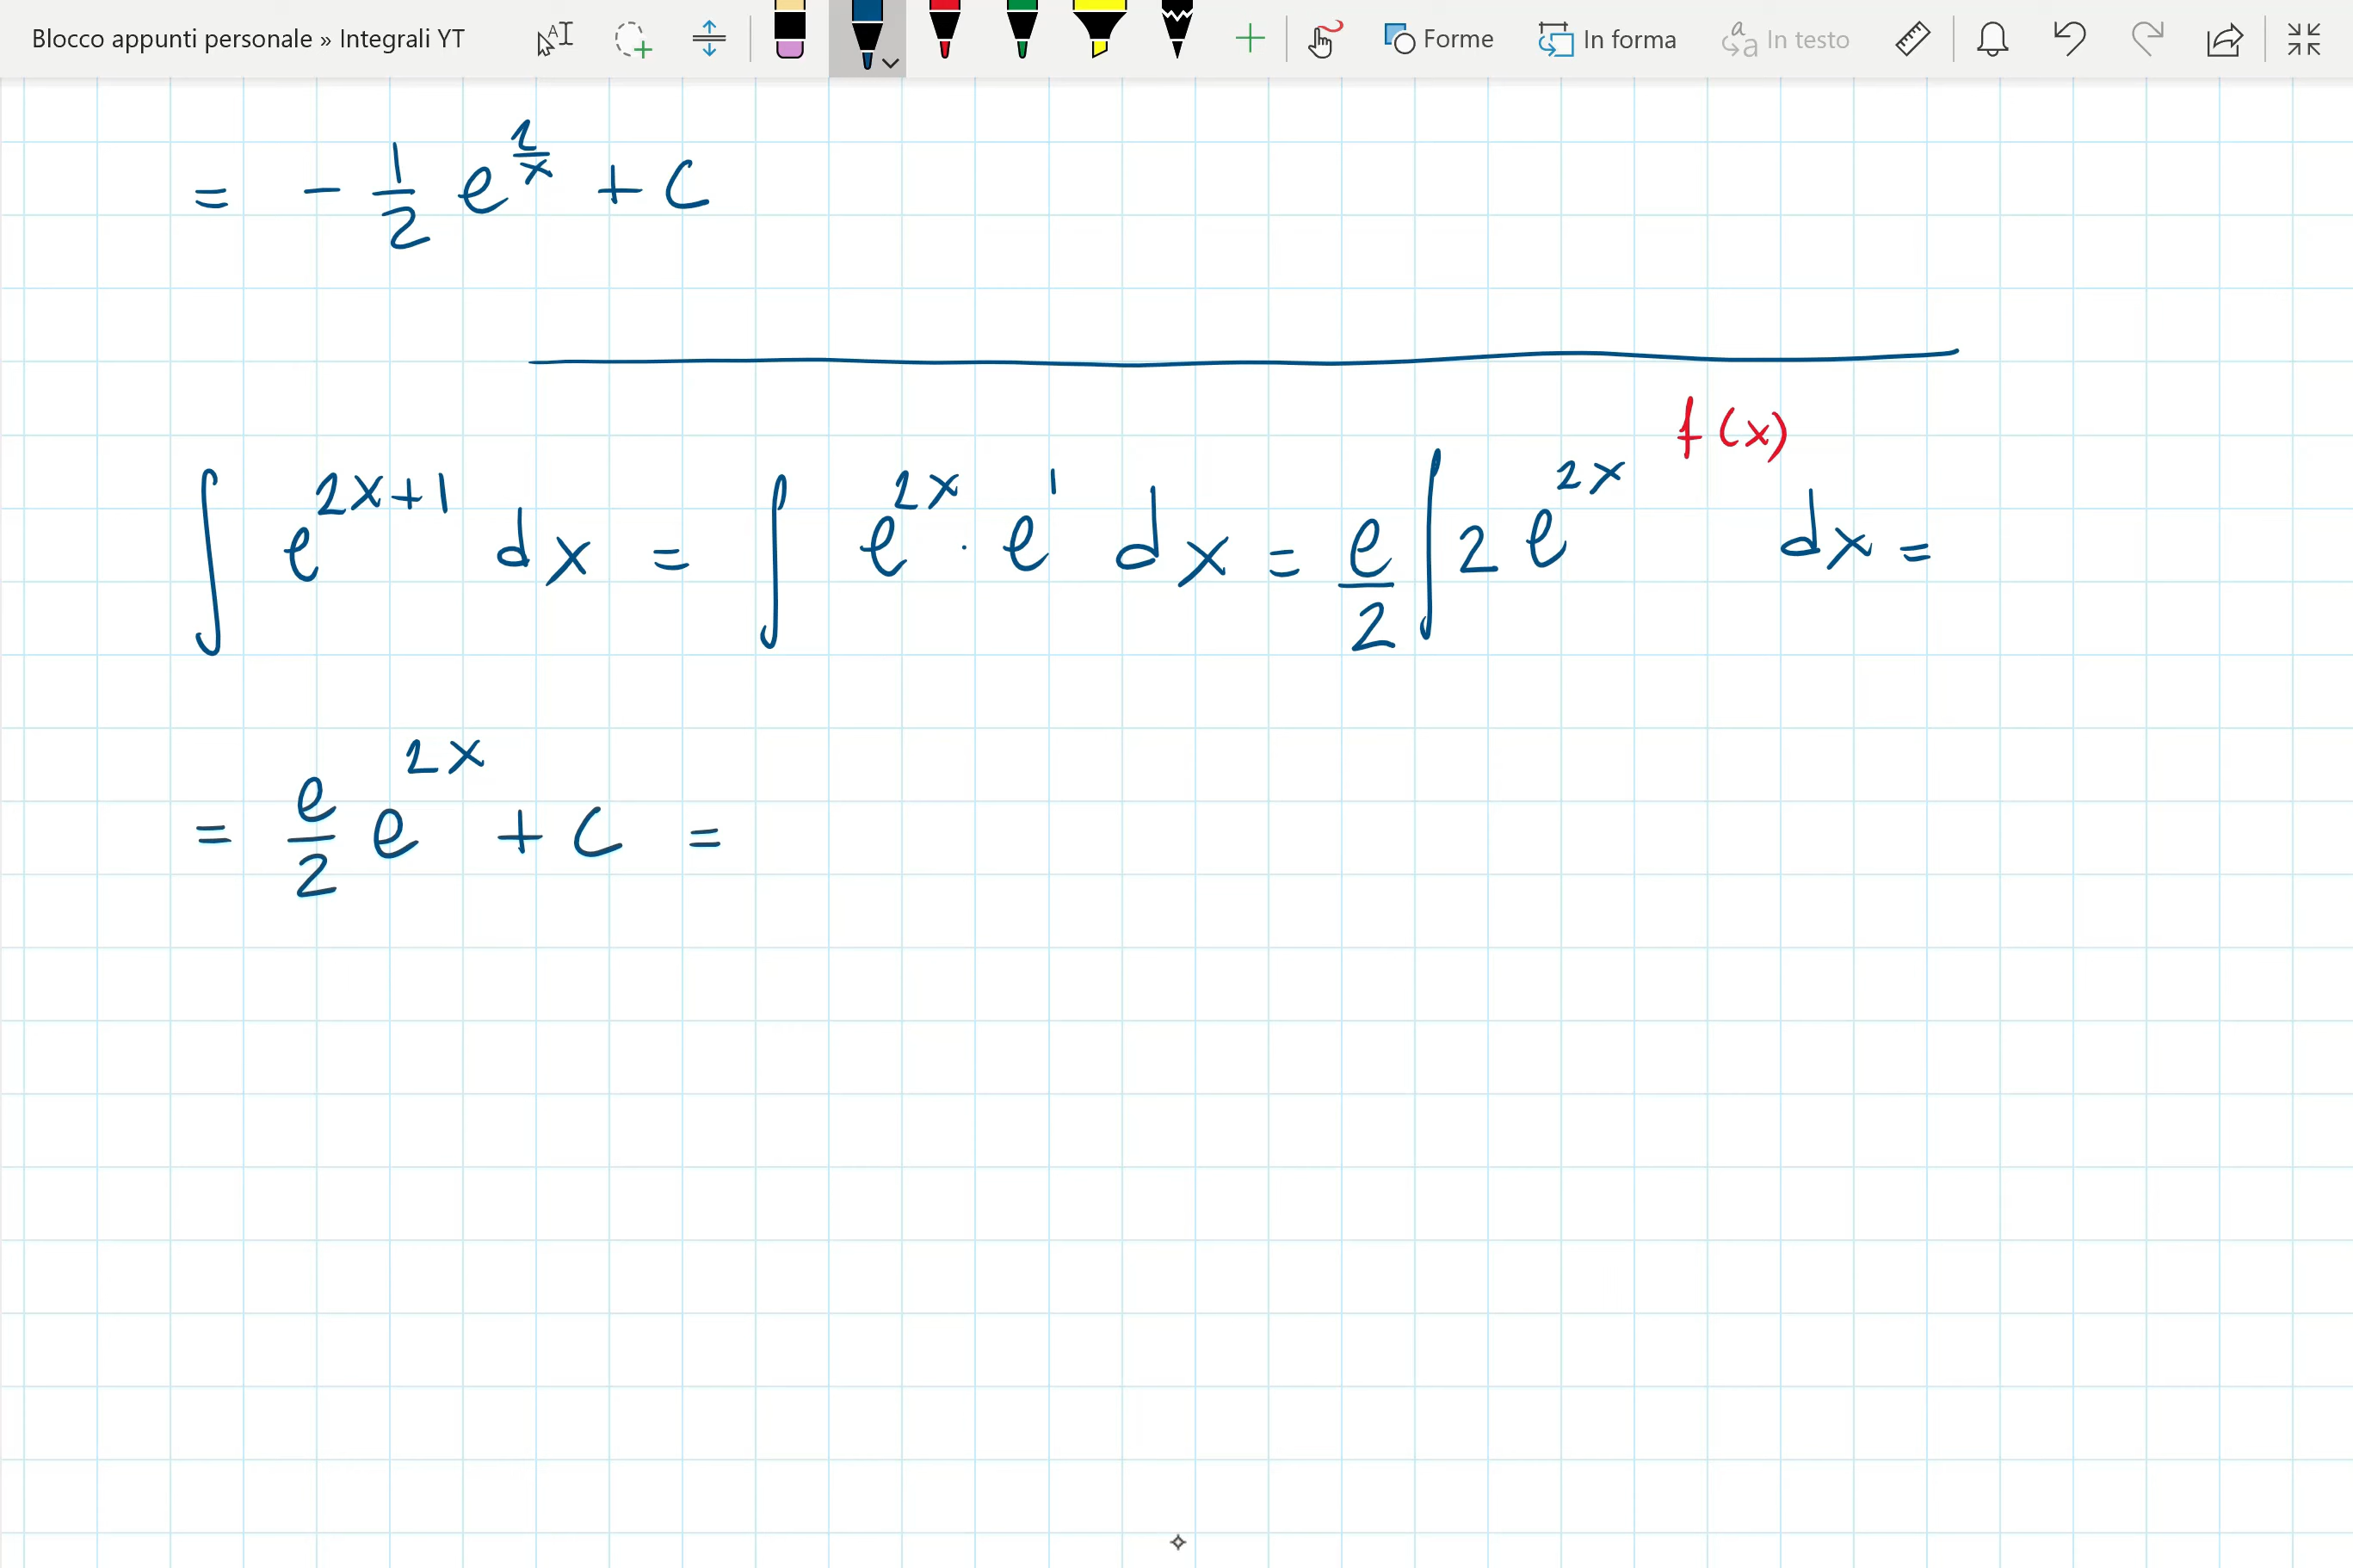 Blocco appunti personale » Integrali YT Forme In forma In testo
= - 1/2 e^(2/x) + c
f(x)
∫ e^(2x+1) dx = ∫ e^(2x) · e^1 dx = e/2 ∫ 2 e^(2x) dx =
= e/2 e^(2x) + c =